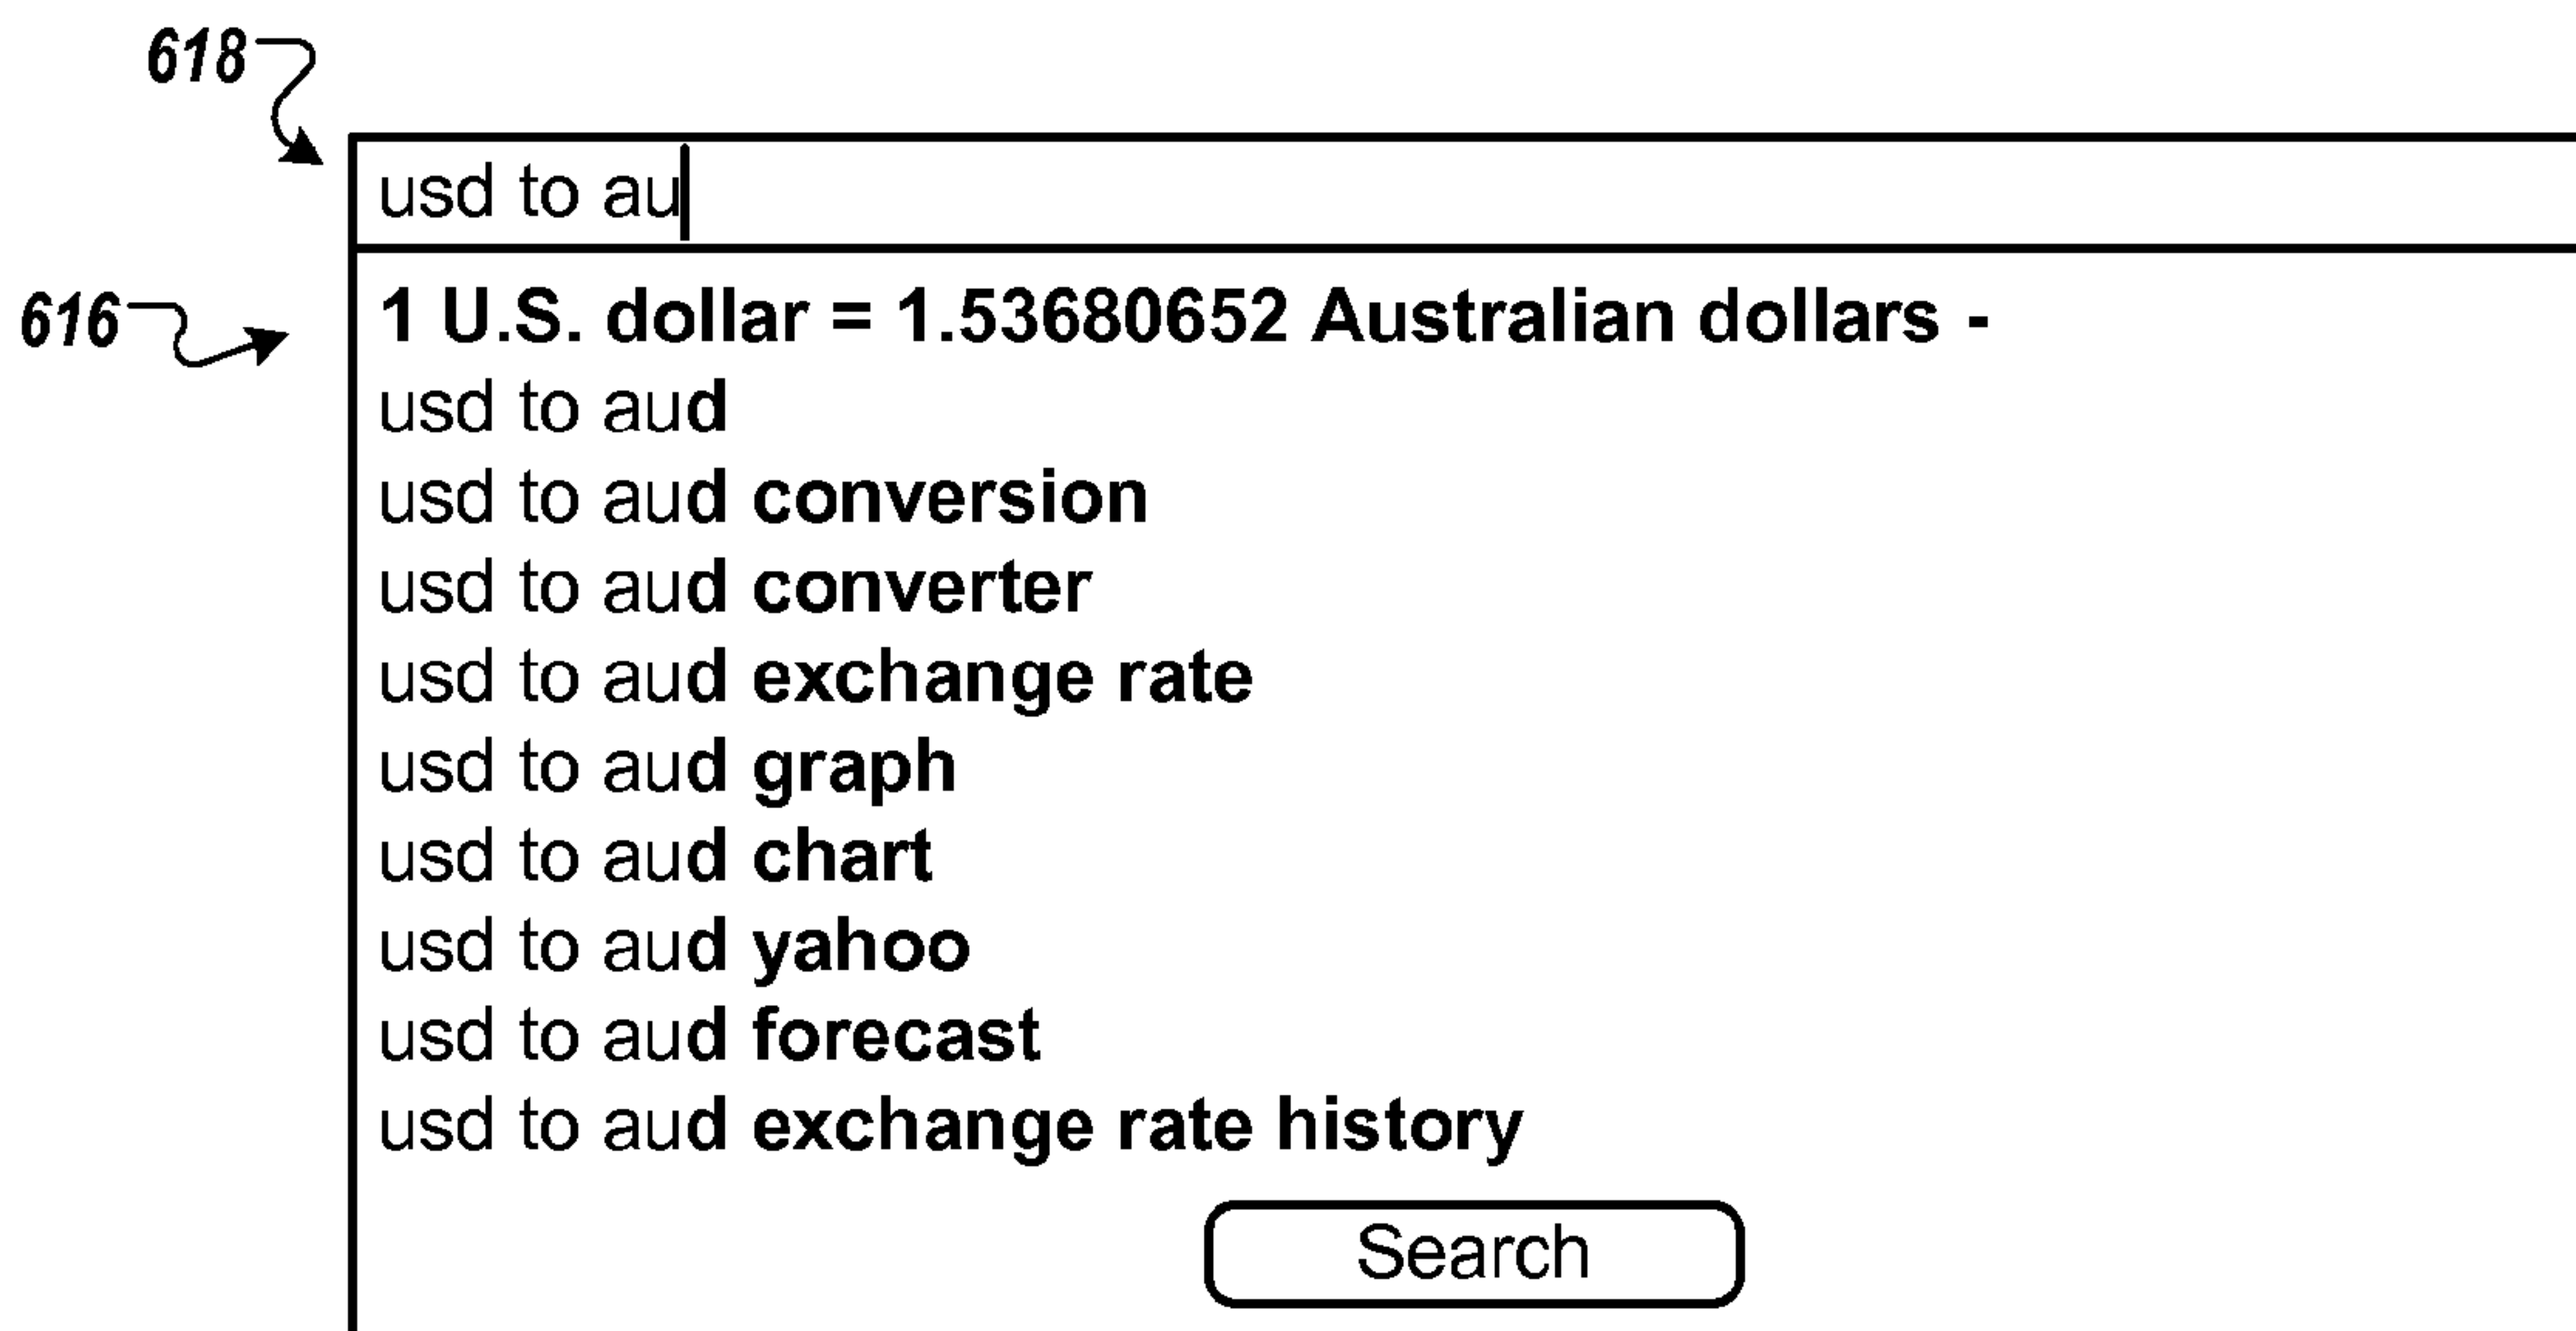 618
usd to au
616
1 U.S. dollar = 1.53680652 Australian dollars -
usd to aud
usd to aud conversion
usd to aud converter
usd to aud exchange rate
usd to aud graph
usd to aud chart
usd to aud yahoo
usd to aud forecast
usd to aud exchange rate history
Search